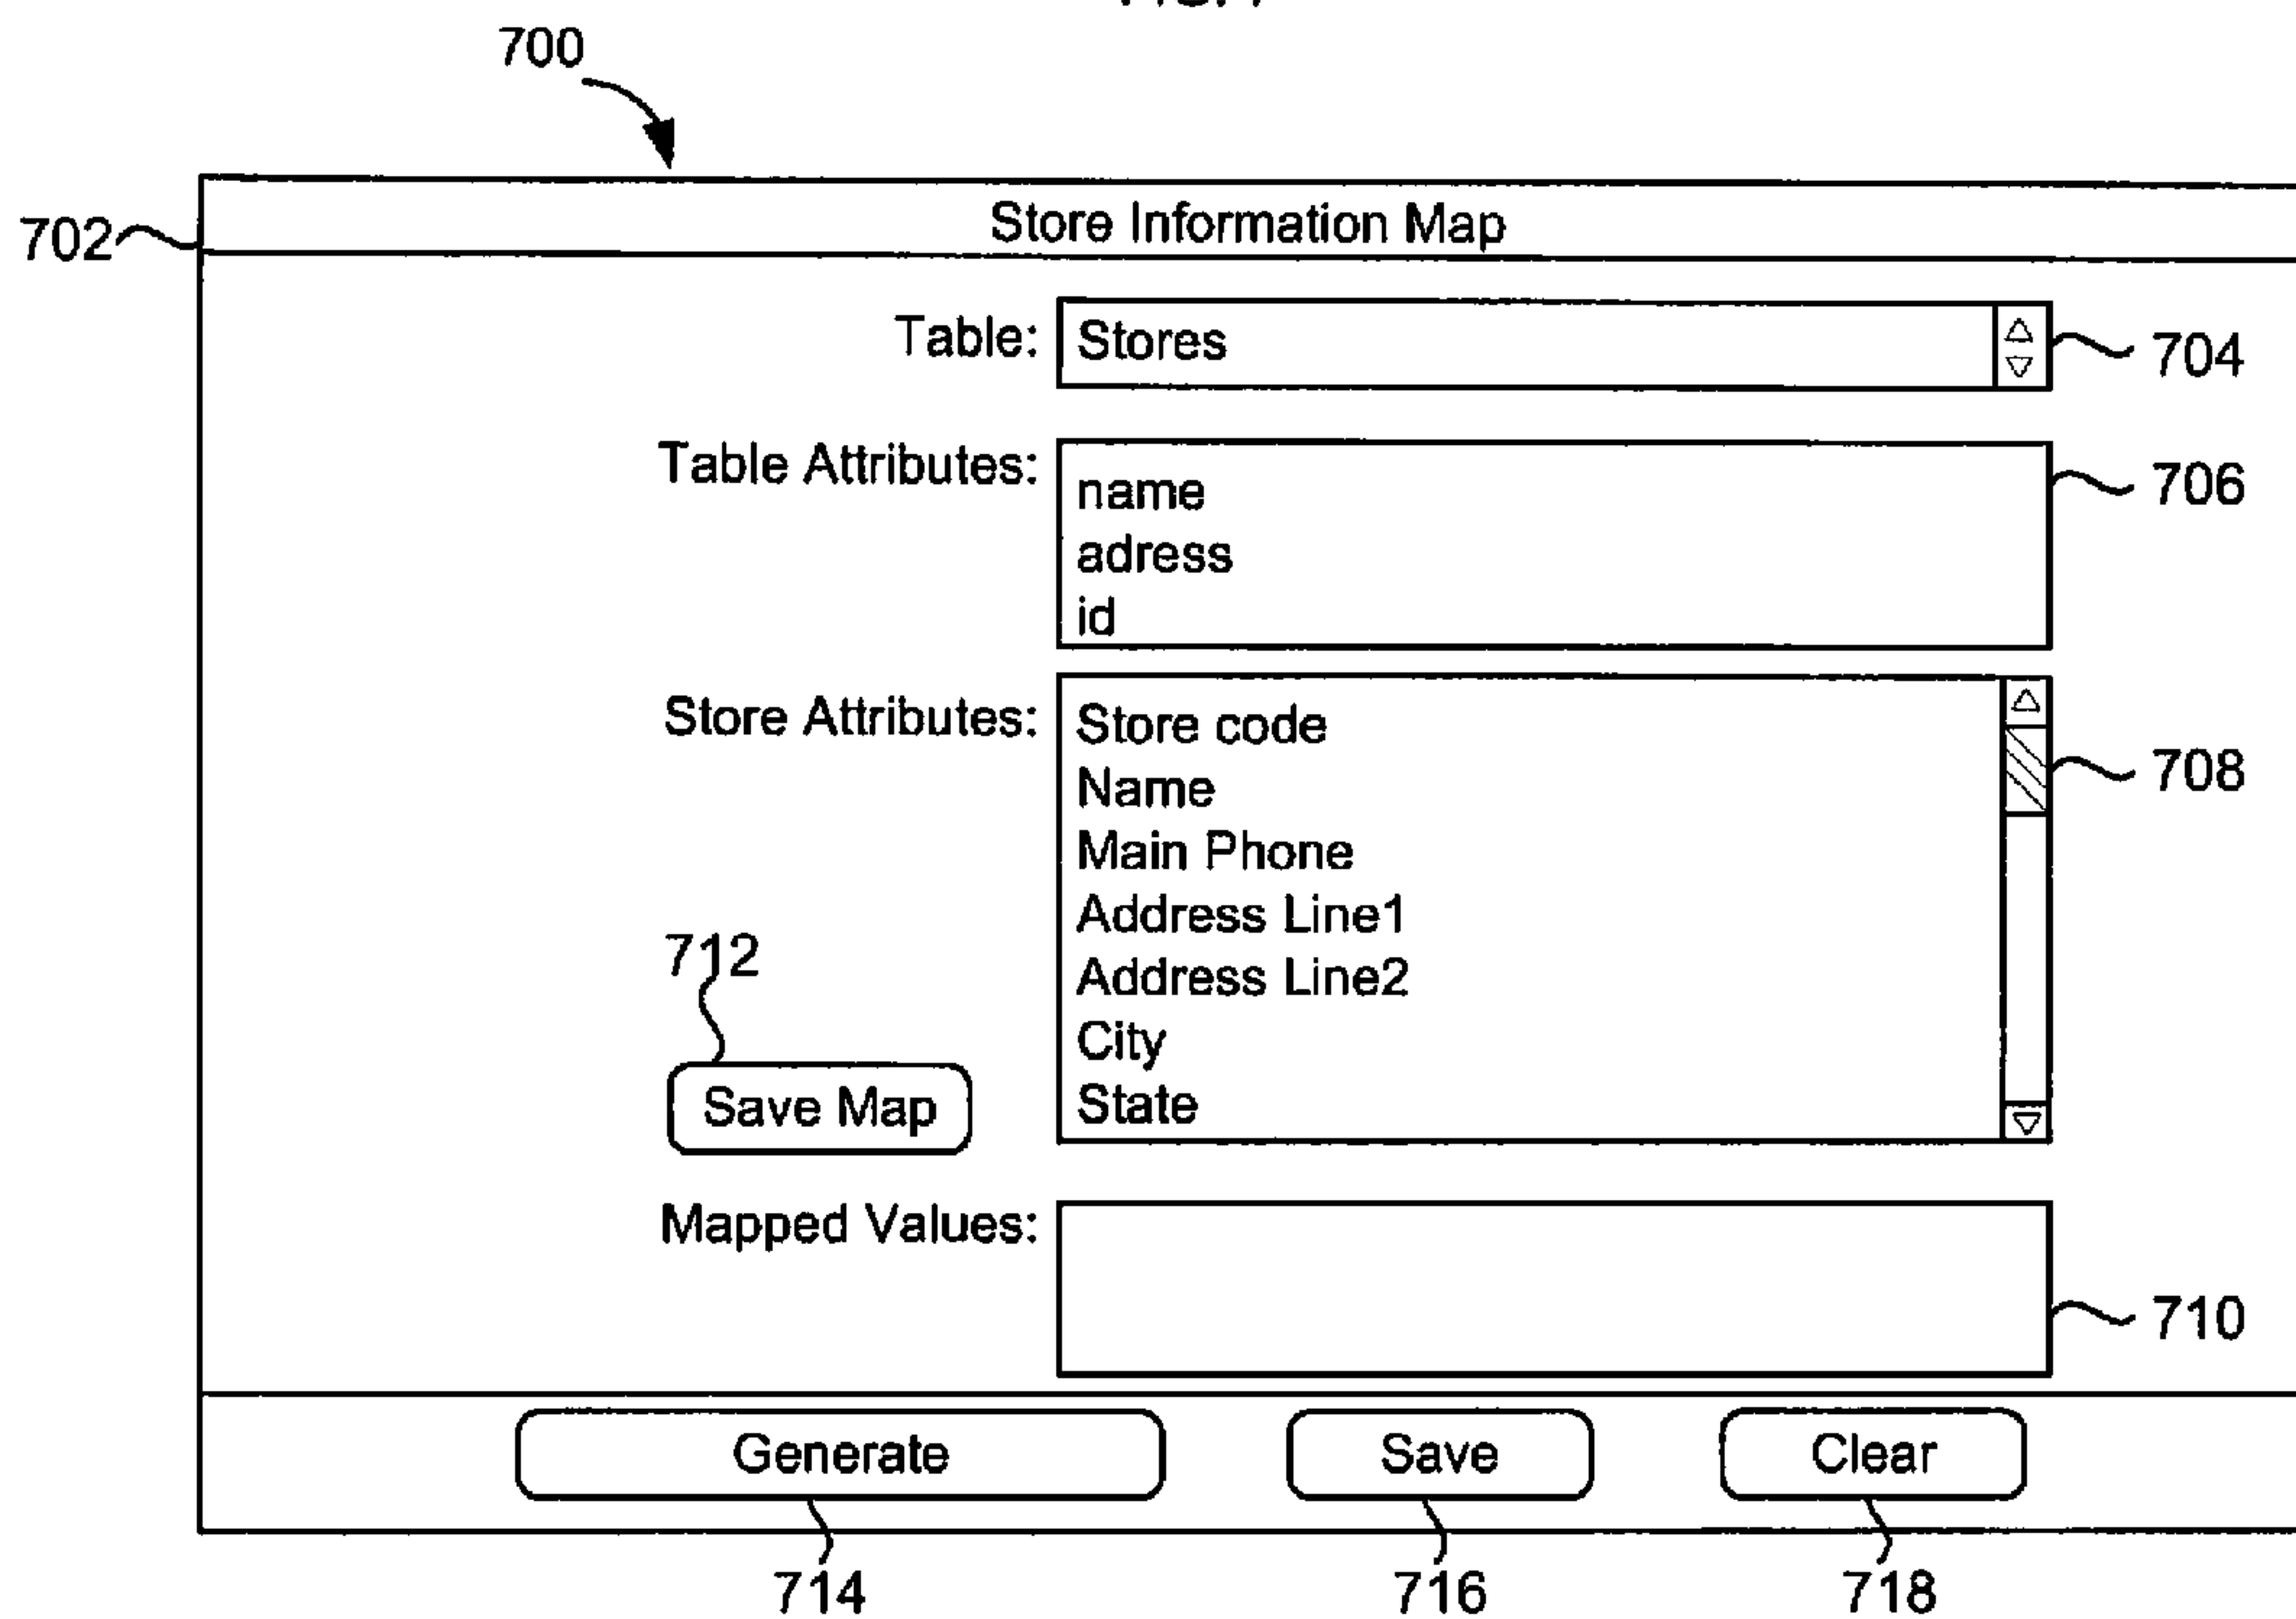 700
702
Store Information Map
Table: Stores 704
Table Attributes: 706
name
adress
id
Store Attributes: Store code
Name 708
Main Phone
Address Line1
712 Address Line2
City
Save Map State
Mapped Values:
710
Generate Save Clear
714 716 718